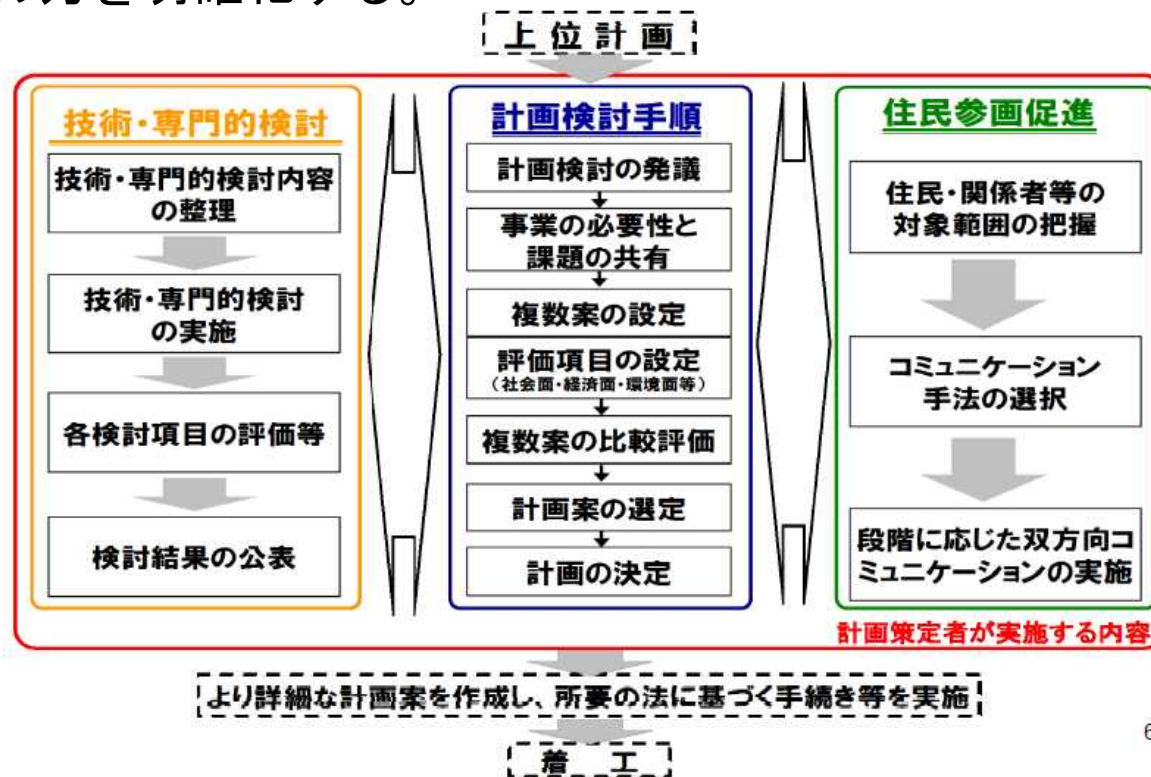 上位計画
技術・専門的検討
技術・専門的検討内容
の整理
技術・専門的検討
の実施
各検討項目の評価等
検討結果の公表
計画検討手順
計画検討の発議
事業の必要性と
課題の共有
複数案の設定
評価項目の設定
（社会面・経済面・環境面等）
複数案の比較評価
計画案の選定
計画の決定
住民参画促進
住民・関係者等の
対象範囲の把握
コミュニケーション
手法の選択
段階に応じた双方向コ
ミュニケーションの実施
計画策定者が実施する内容
より詳細な計画案を作成し、所要の法に基づく手続き等を実施
着 工